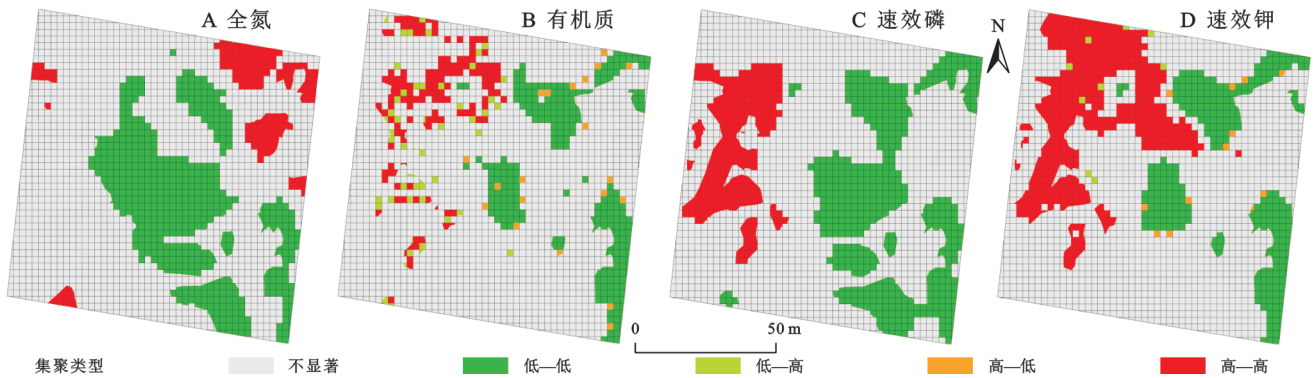 A 全氮
B 有机质
C 速效磷
D 速效钾
N
0 50 m
集聚类型 不显著 低—低 低—高 高—低 高—高